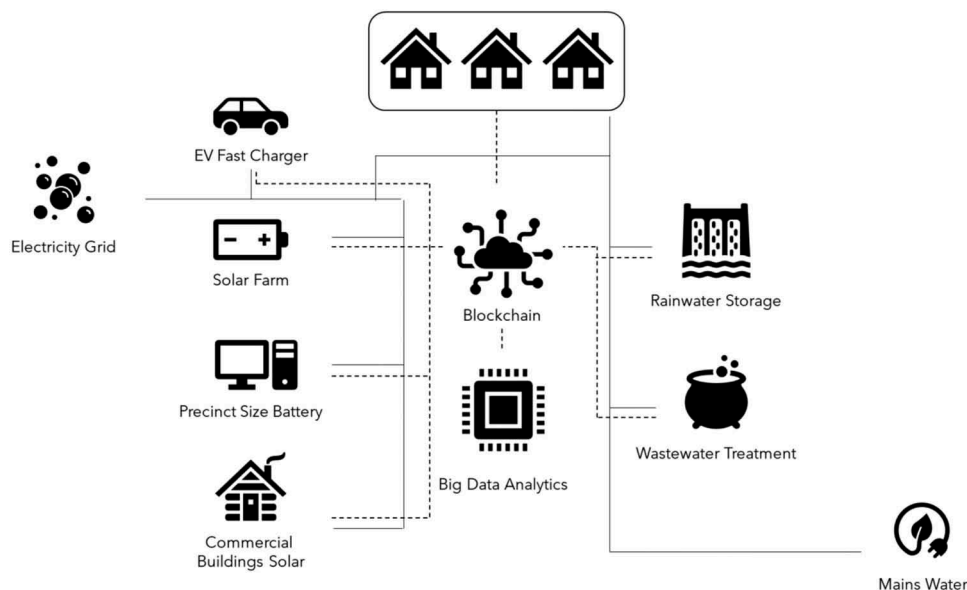 EV Fast Charger
Electricity Grid
Solar Farm
Blockchain
Rainwater Storage
Precinct Size Battery
Wastewater Treatment
Big Data Analytics
Commercial
Buildings Solar
Mains Water